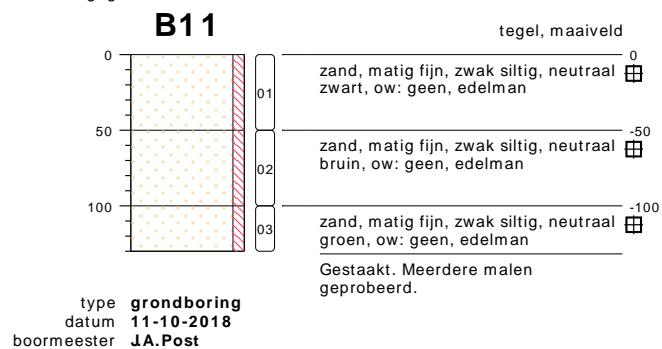 B11
tegel, maaiveld
0
0
zand, matig fijn, zwak siltig, neutraal
zwart, ow: geen, edelman
01
50
-50
zand, matig fijn, zwak siltig, neutraal
bruin, ow: geen, edelman
02
100
-100
zand, matig fijn, zwak siltig, neutraal
groen, ow: geen, edelman
03
Gestaakt. Meerdere malen
geprobeerd.
type grondboring
datum 11-10-2018
boormeester J.A.Post